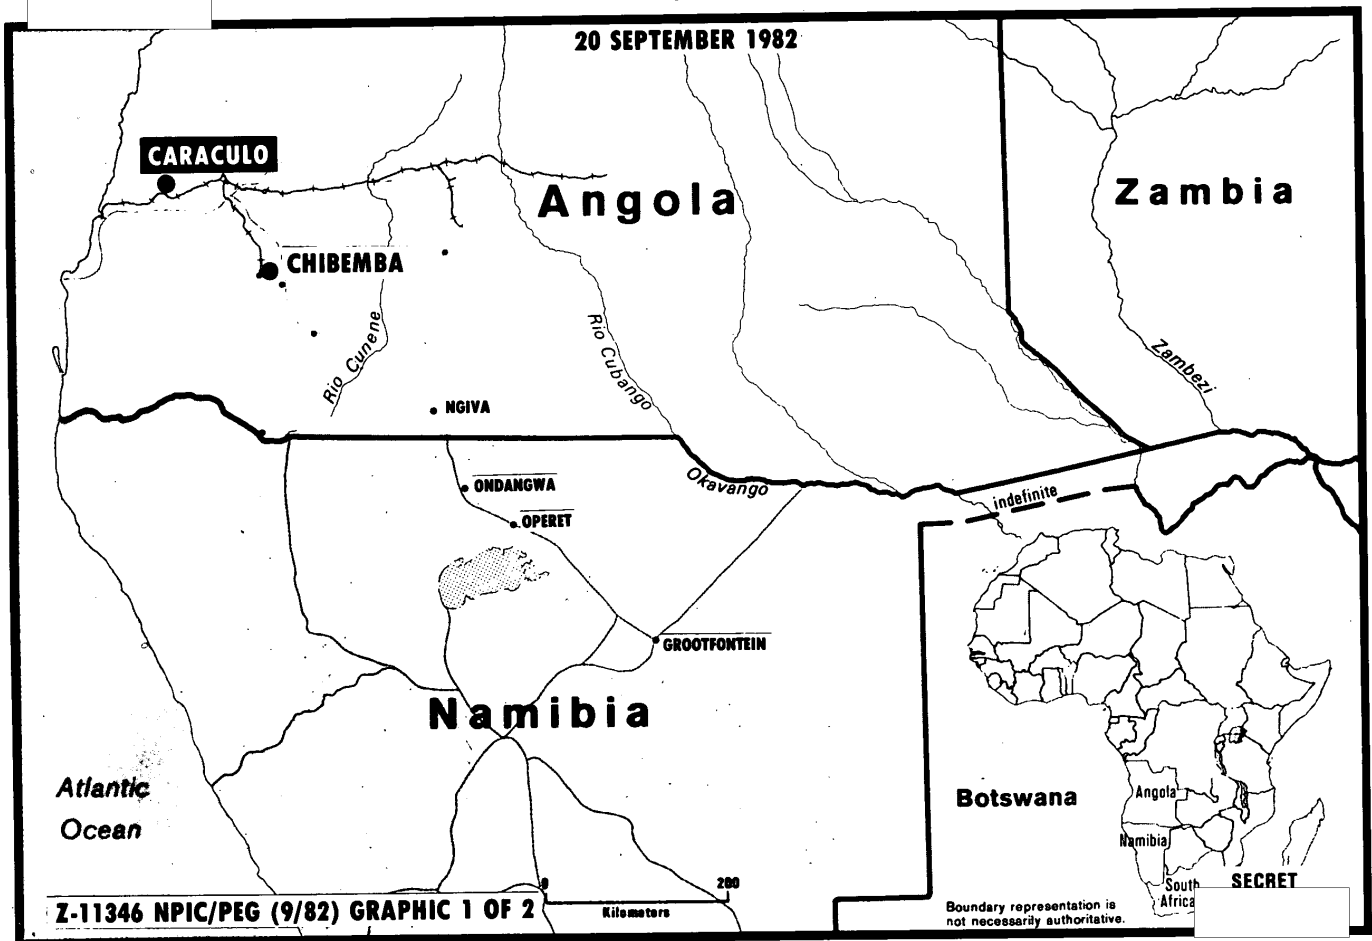 20 SEPTEMBER 1982
CARACULO
Angola
Zambia
CHIBEMBA
Rio Cunene
Rio Cubango
Zambezi
NGIVA
ONDANGWA
Okavango
indefinite
OPERET
GROOTFONTEIN
Namibia
Atlantic
Ocean
Botswana
Angola
Namibia
South
Africa
SECRET
0 200
Kilometers
Z-11346 NPIC/PEG (9/82) GRAPHIC 1 OF 2
Boundary representation is
not necessarily authoritative.